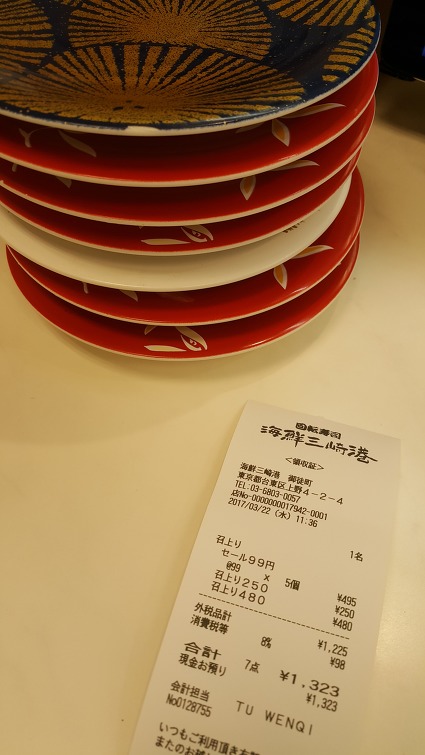 回転寿司
海鮮三崎港
<領収証>
海鮮三崎港 御徒町
東京都台東区上野4-2-4
TEL:03-6803-0057
店No-0000000017942-0001
2017/03/22(水) 11:36
1名
召上り
セール99円
@99 x 5個 ¥495
召上り250 ¥250
召上り480 ¥480
外税品計 ¥1,225
消費税等 8% ¥98
合計 7点 ¥1,323
現金お預り ¥1,323
会計担当 TU WENQI
No0128755
いつもご利用頂き有
またのお